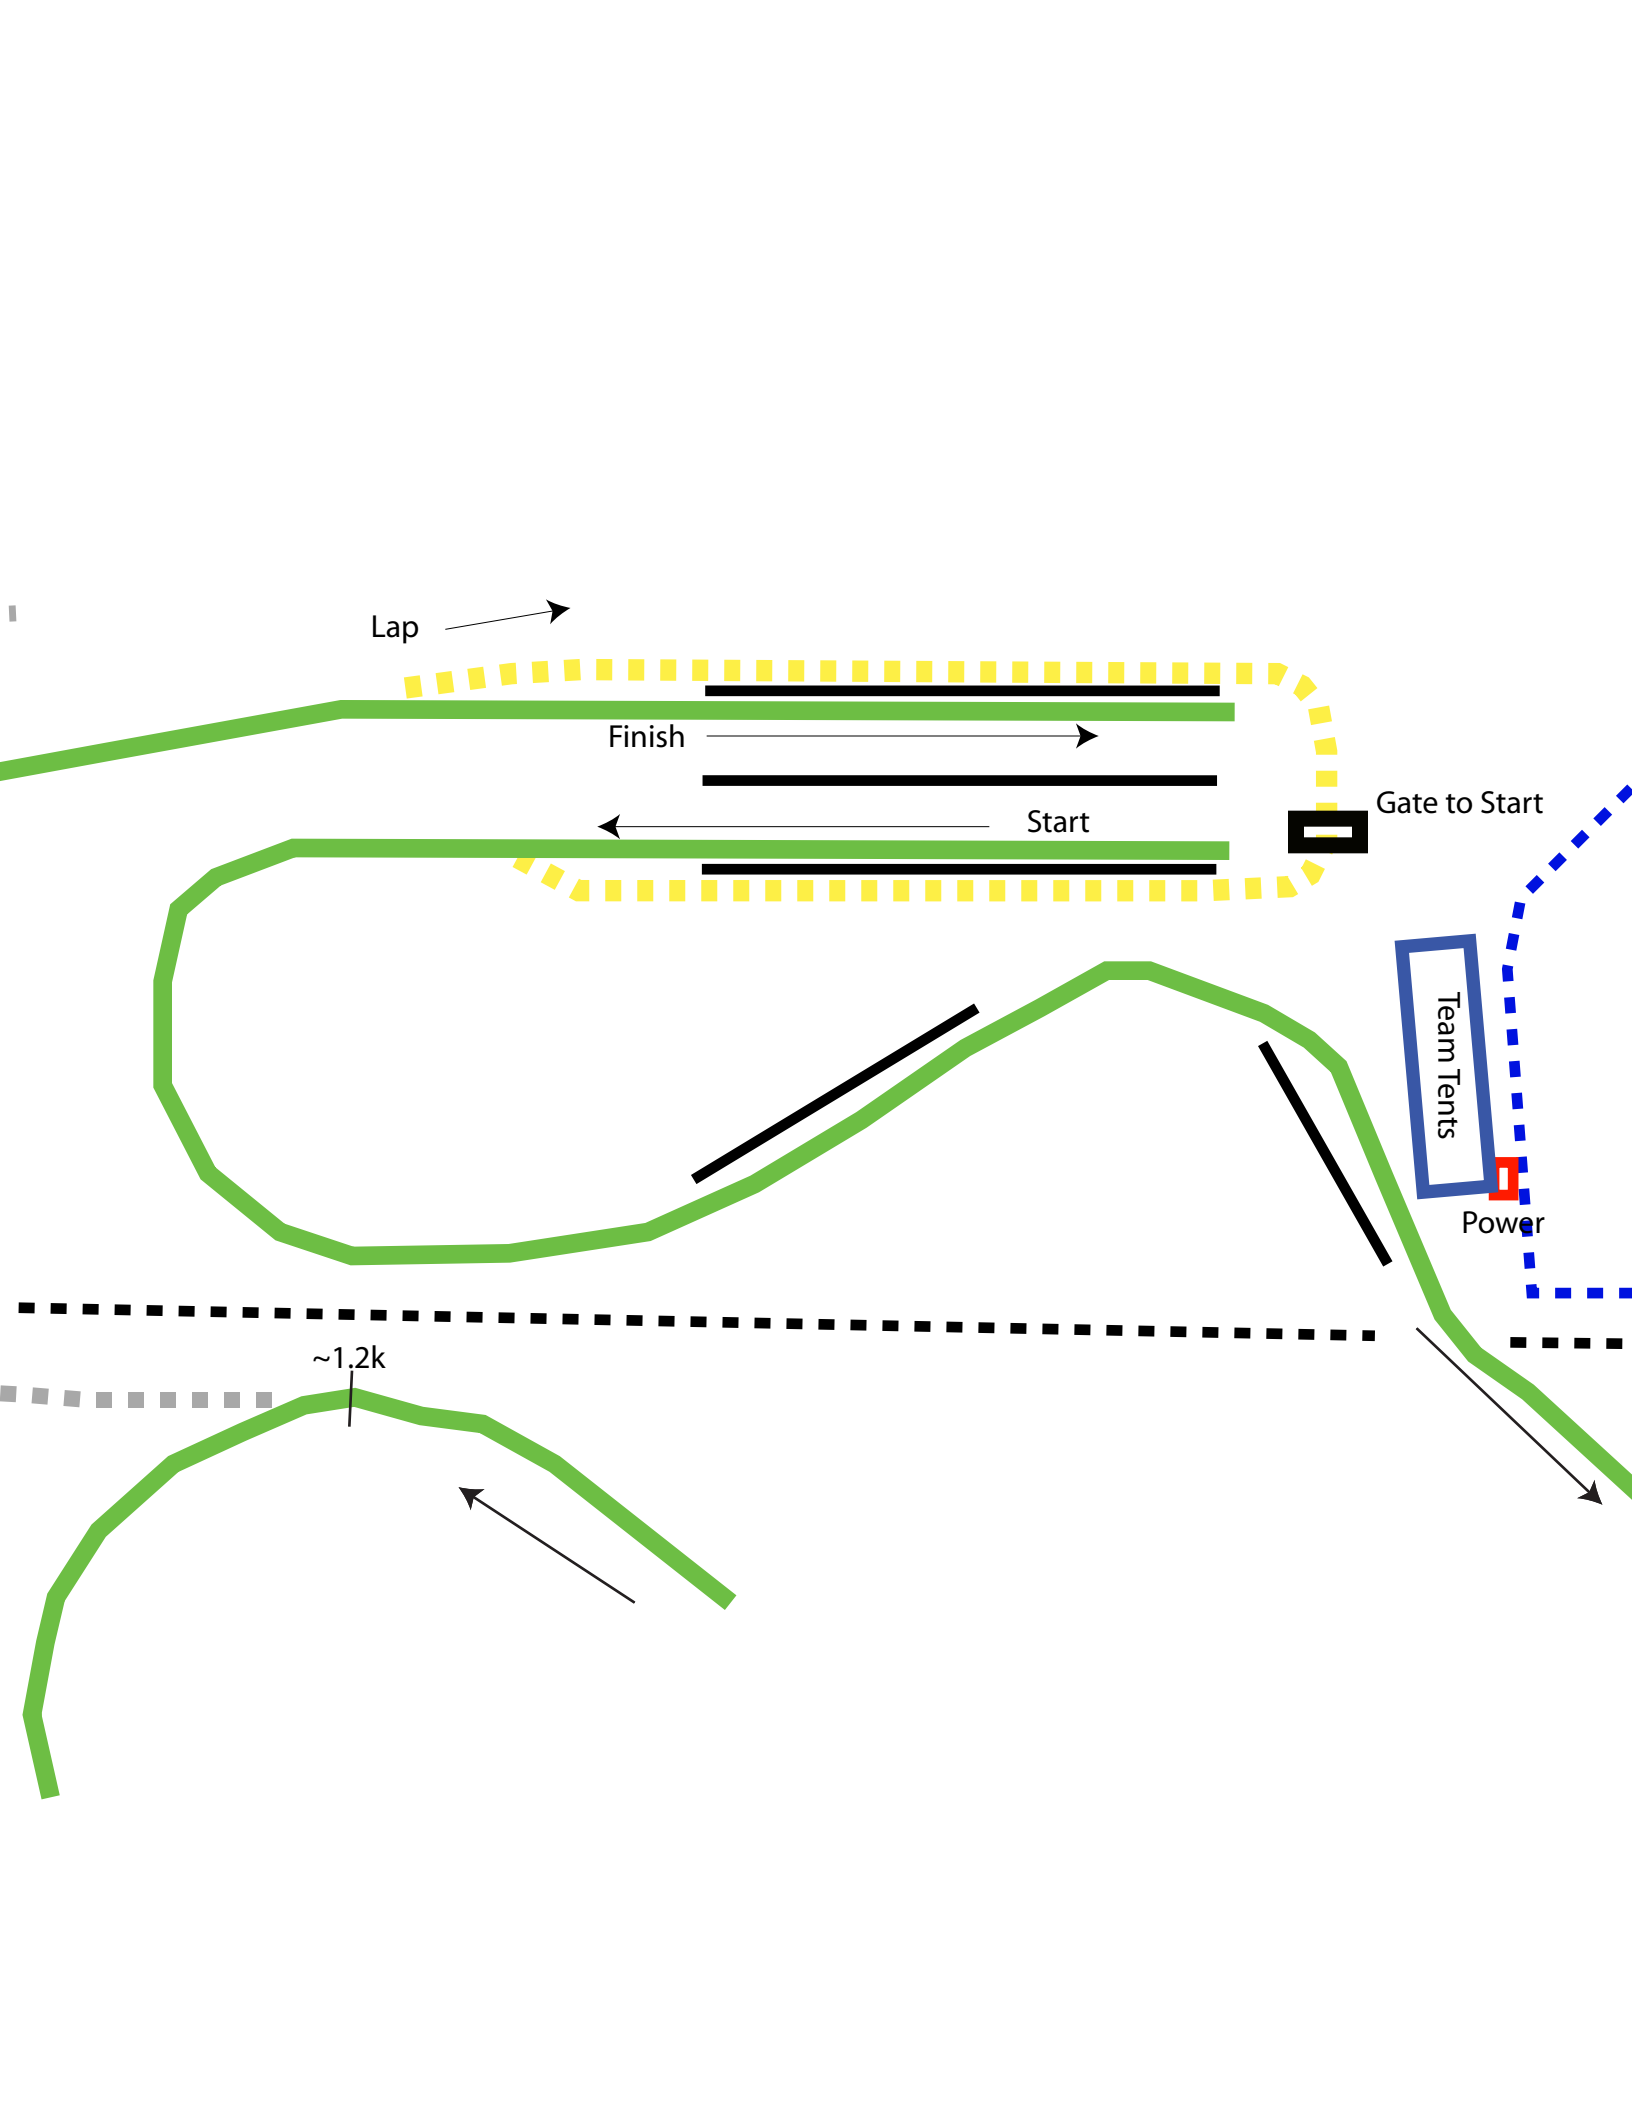 Lap
Finish
Gate to Start
Start
Team Tents
Power
~1.2k